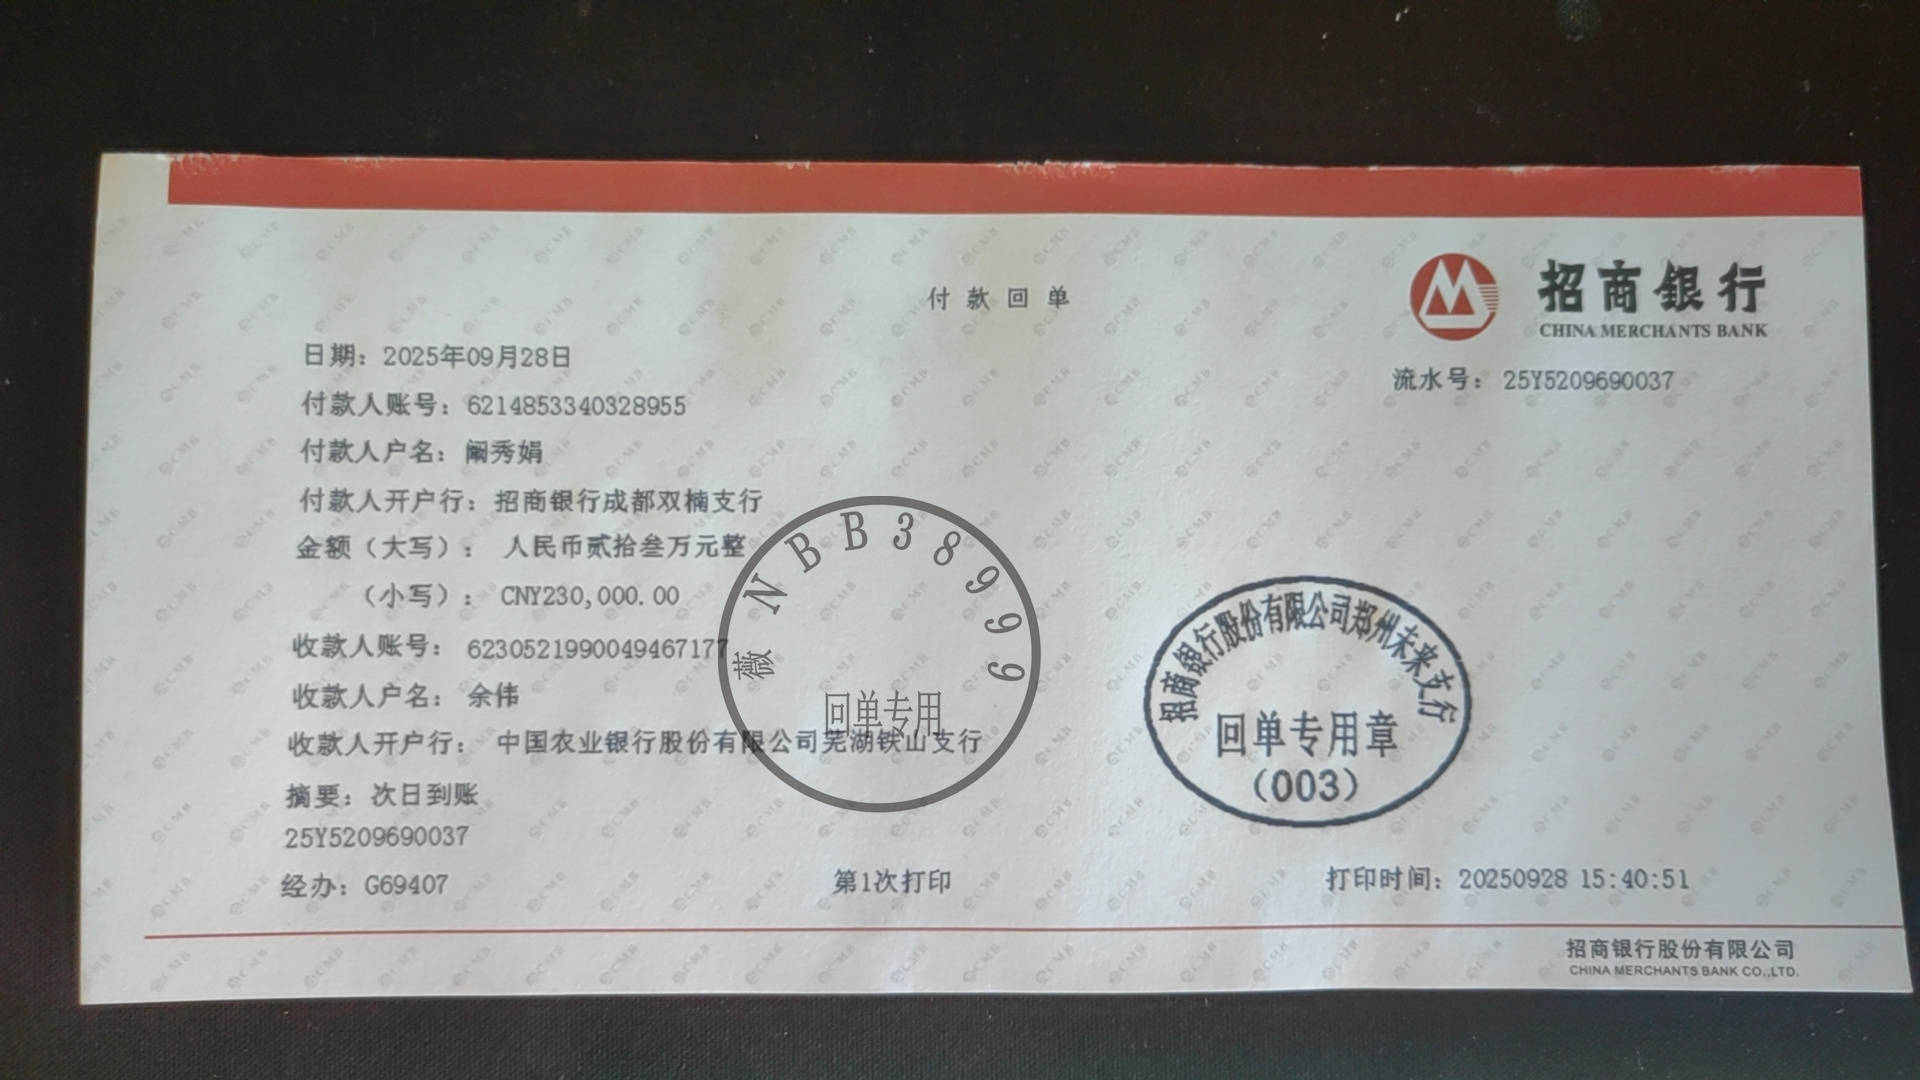 付款回单
招商银行
CHINA MERCHANTS BANK
日期：2025年09月28日
流水号：25Y5209690037
付款人账号：6214853340328955
付款人户名：阚秀娟
付款人开户行：招商银行成都双楠支行
金额（大写）： 人民币贰拾叁万元整
（小写）： CNY230,000.00
收款人账号： 6230521990049467177
收款人户名： 余伟
收款人开户行： 中国农业银行股份有限公司芜湖铁山支行
摘要：次日到账
25Y5209690037
经办：G69407
第1次打印
打印时间：20250928 15:40:51
薇NBB38999
回单专用
招商银行股份有限公司郑州未来支行
回单专用章
（003）
招商银行股份有限公司
CHINA MERCHANTS BANK CO.,LTD.